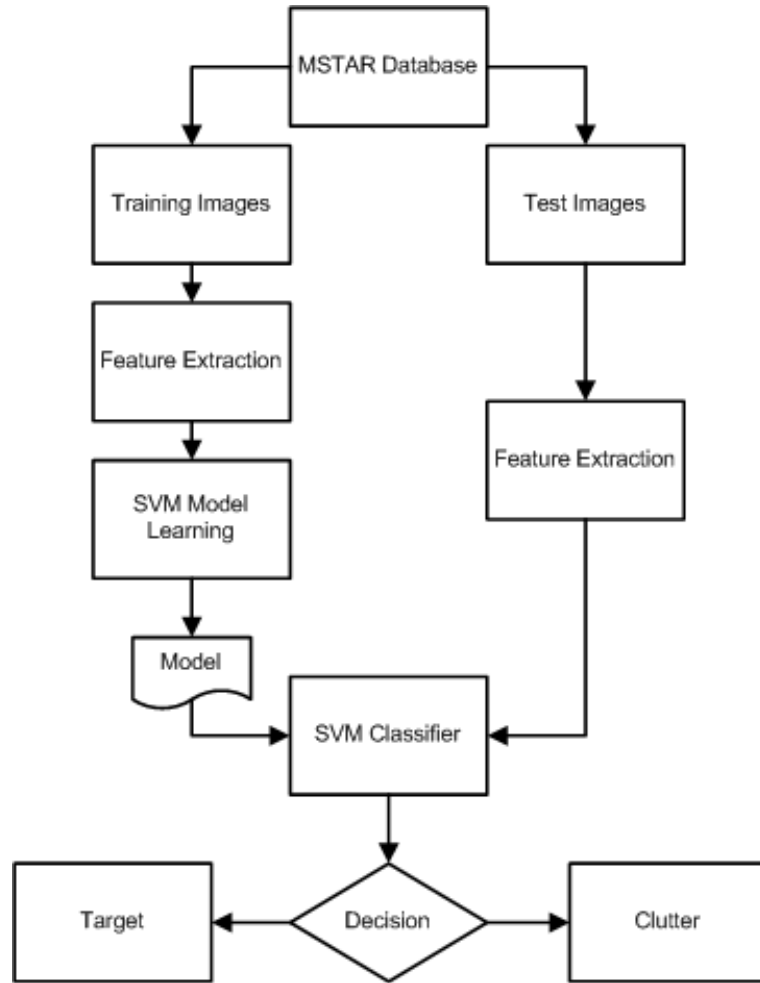 MSTAR Database
Training Images
Test Images
Feature Extraction
Feature Extraction
SVM Model
Learning
Model
SVM Classifier
Target
Decision
Clutter